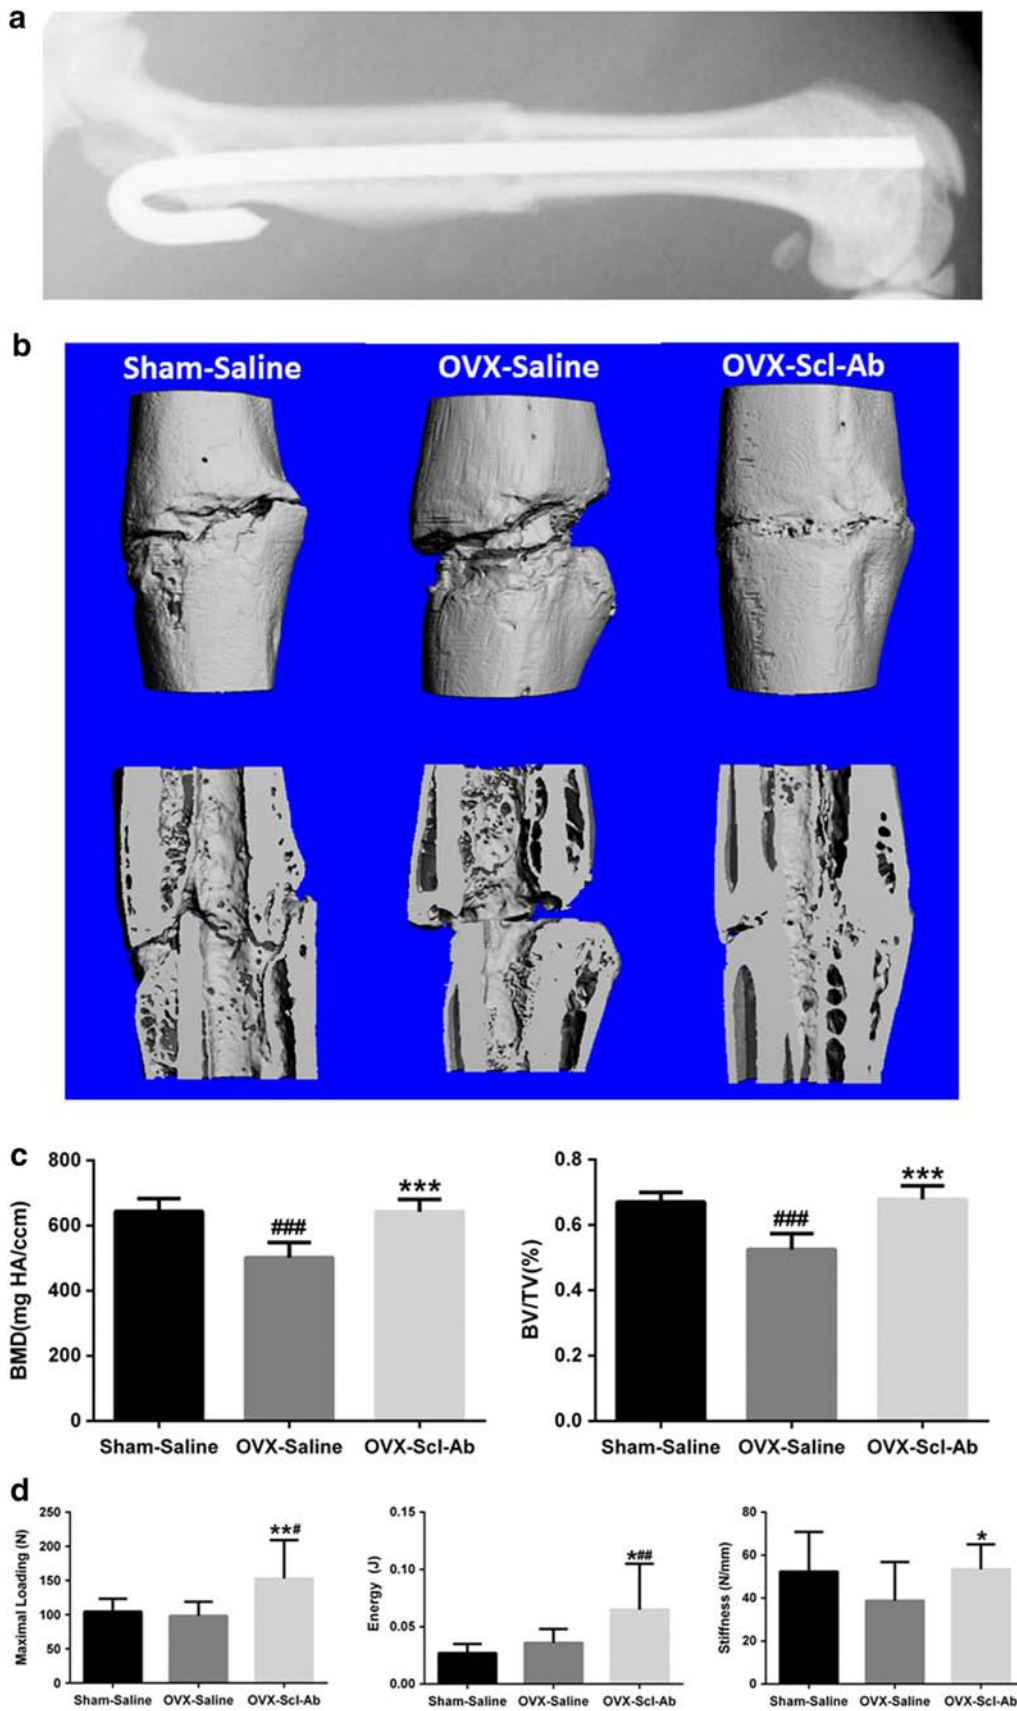 a
b
Sham-Saline OVX-Saline OVX-Scl-Ab
c
BMD(mg HA/ccm)
800
600
400
200
0
###
***
Sham-Saline OVX-Saline OVX-Scl-Ab
BV/TV(%)
0.8
0.6
0.4
0.2
0.0
###
***
Sham-Saline OVX-Saline OVX-Scl-Ab
d
Maximal Loading (N)
250
200
150
100
50
0
**#
Sham-Saline OVX-Saline OVX-Scl-Ab
Energy (J)
0.15
0.10
0.05
0.00
*##
Sham-Saline OVX-Saline OVX-Scl-Ab
Stiffness (N/mm)
80
60
40
20
0
*
Sham-Saline OVX-Saline OVX-Scl-Ab